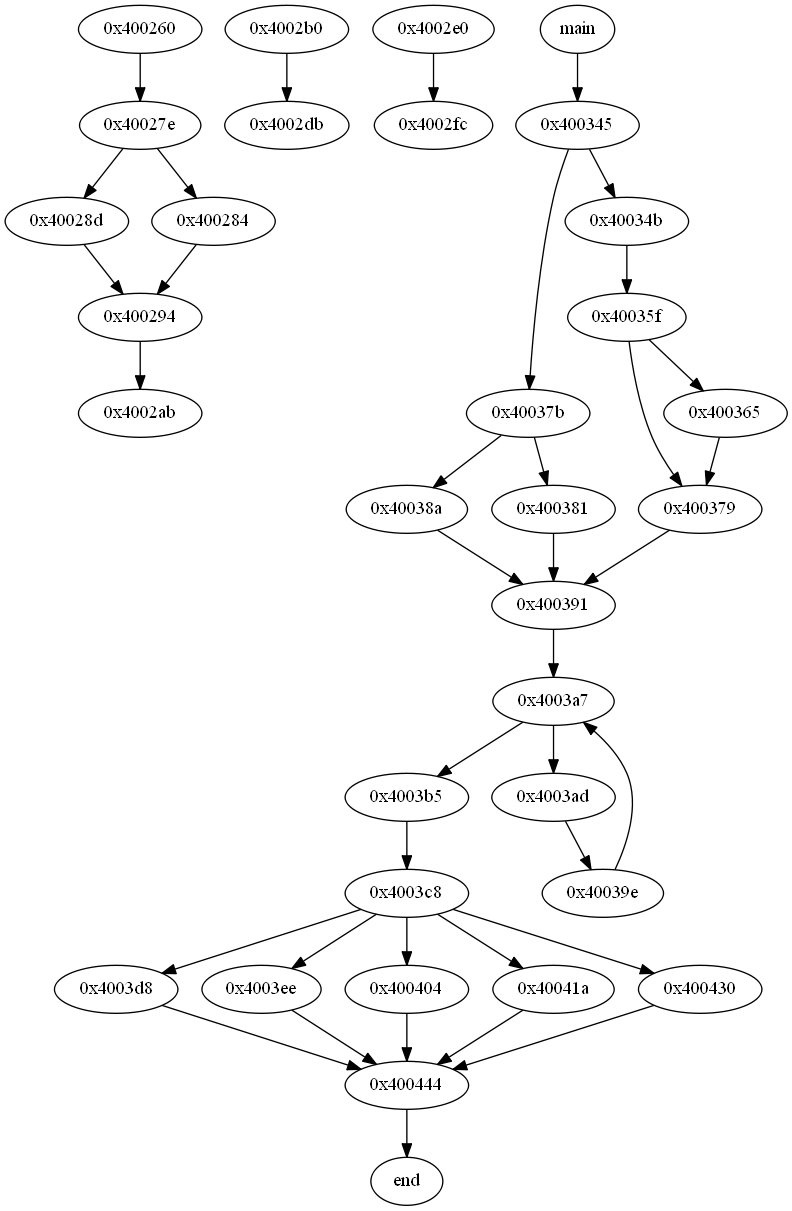 0x400260 0x4002b0 0x4002e0 main
0x40027e 0x4002db 0x4002fc 0x400345
0x40028d 0x400284 0x40034b
0x400294 0x40035f
0x4002ab 0x40037b 0x400365
0x40038a 0x400381 0x400379
0x400391
0x4003a7
0x4003b5 0x4003ad
0x4003c8 0x40039e
0x4003d8 0x4003ee 0x400404 0x40041a 0x400430
0x400444
end